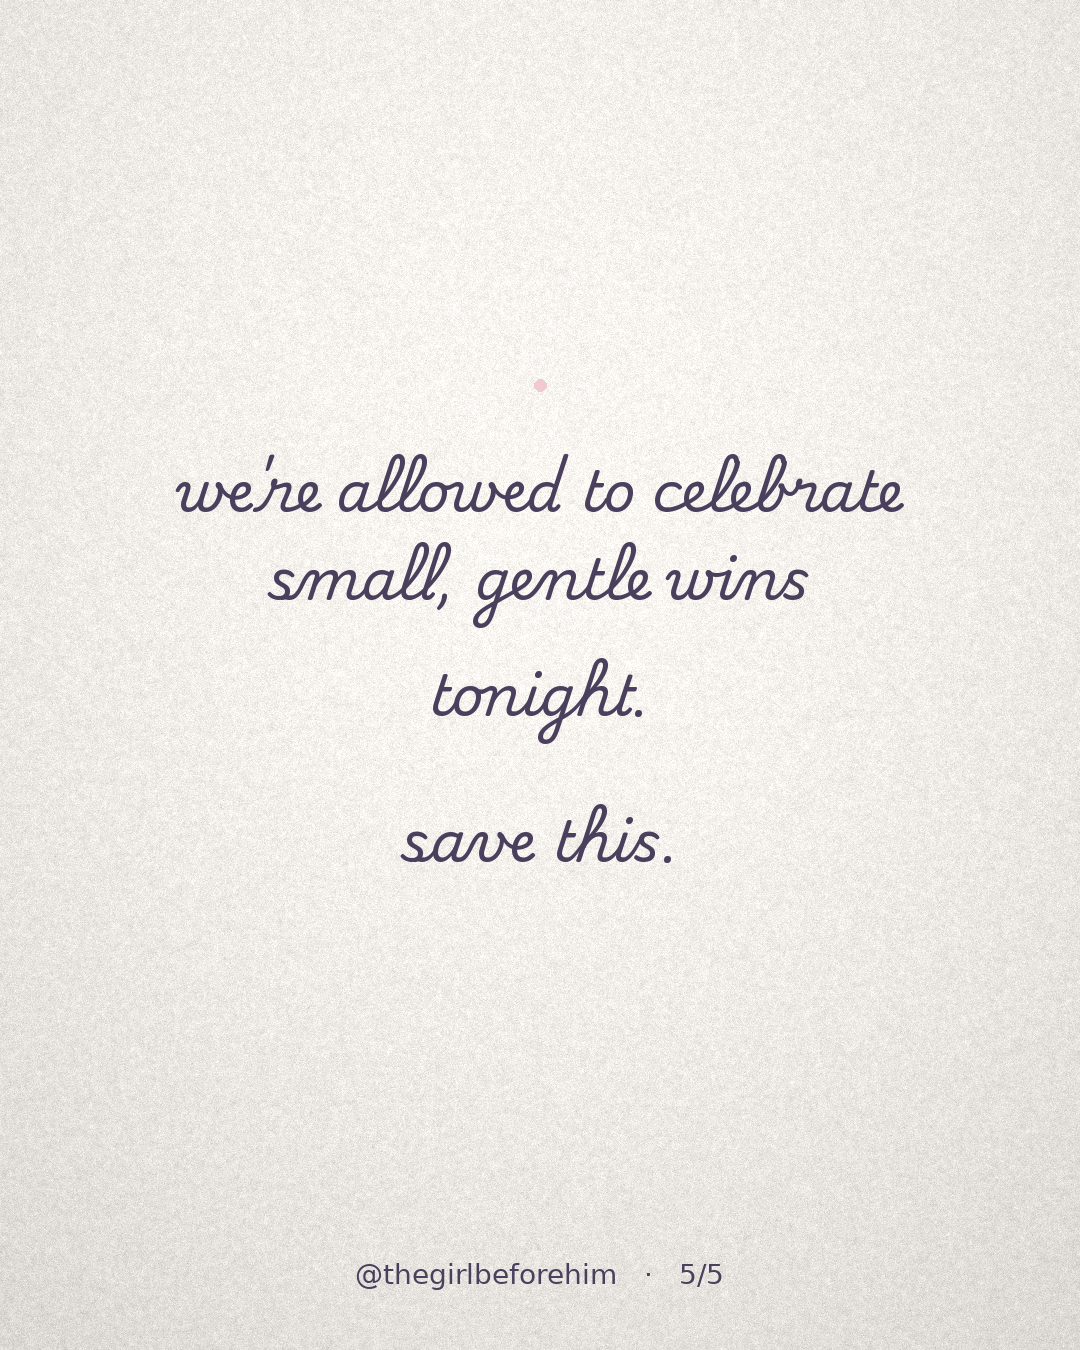 we're allowed to celebrate
small, gentle wins
tonight.
save this.
@thegirlbeforehim · 5/5